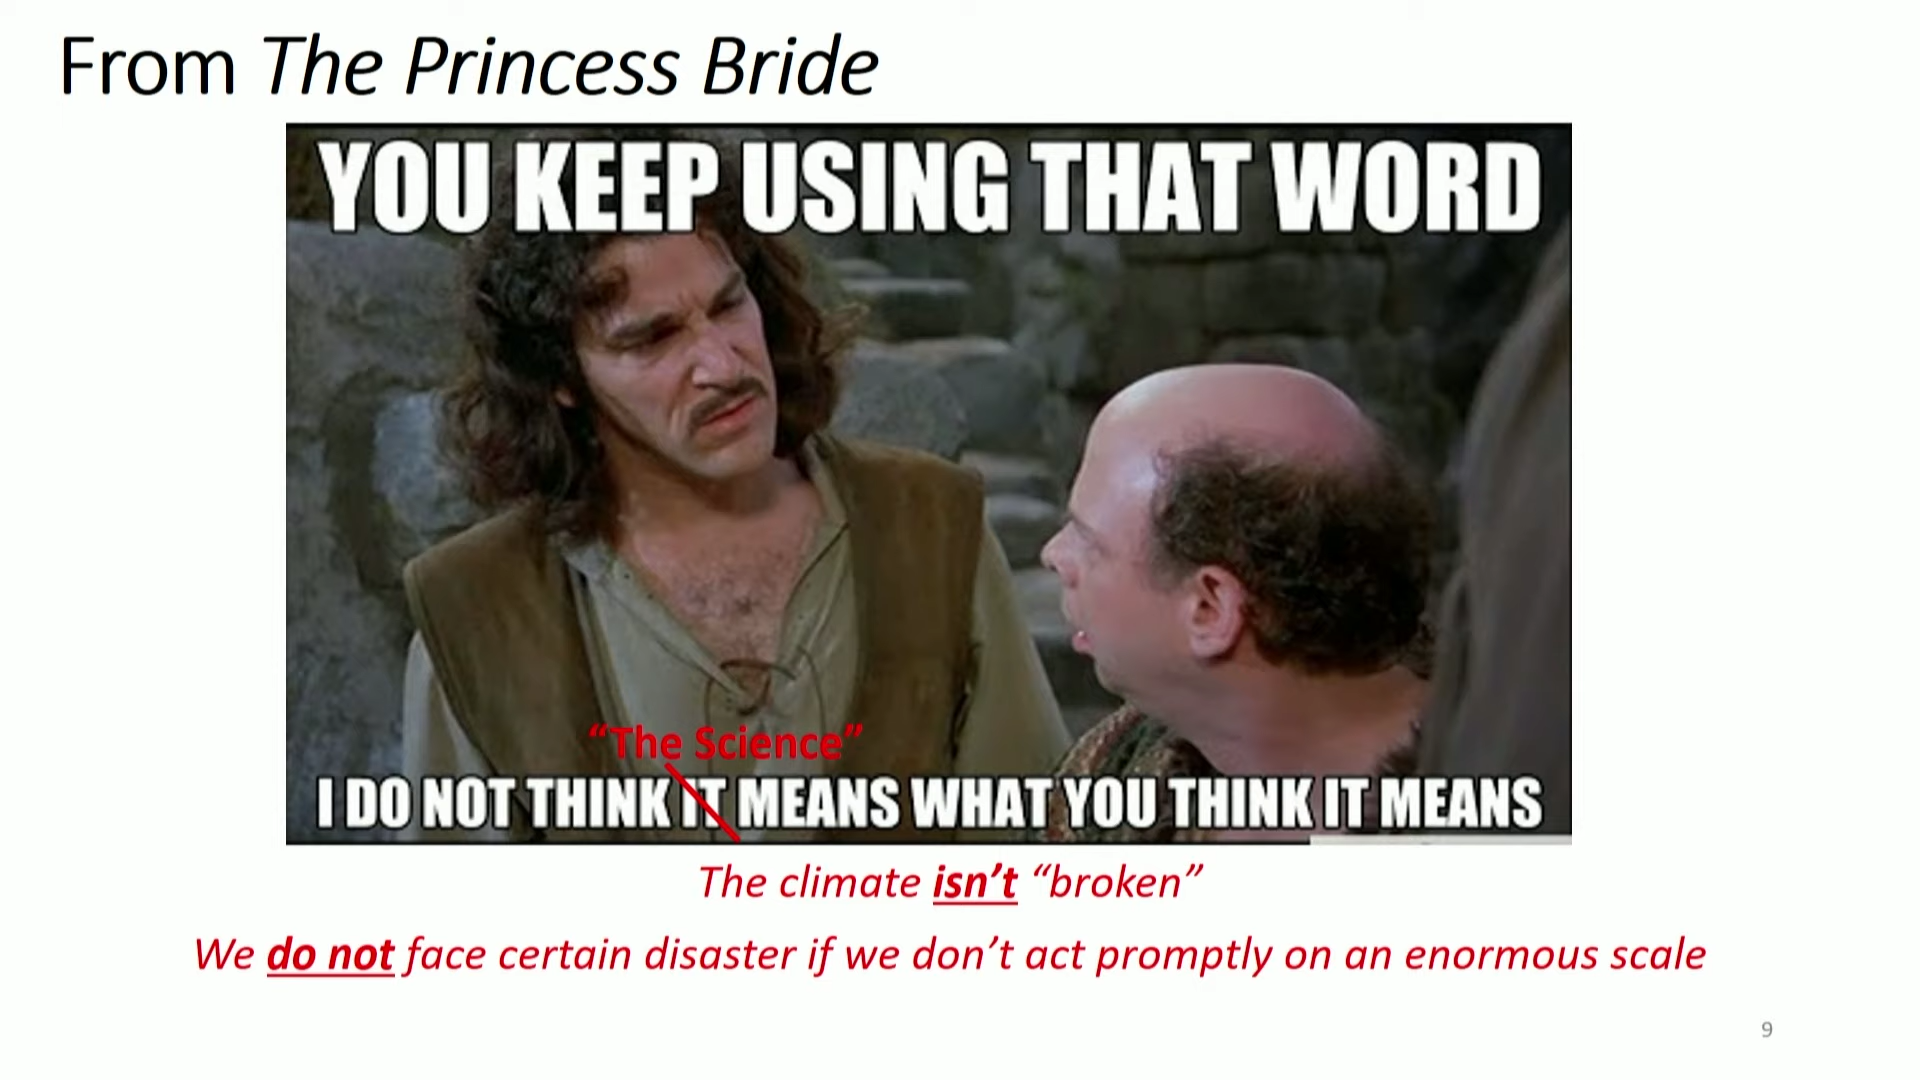 From The Princess Bride
YOU KEEP USING THAT WORD
“The Science”
I DO NOT THINK IT MEANS WHAT YOU THINK IT MEANS
The climate isn’t “broken”
We do not face certain disaster if we don’t act promptly on an enormous scale
9